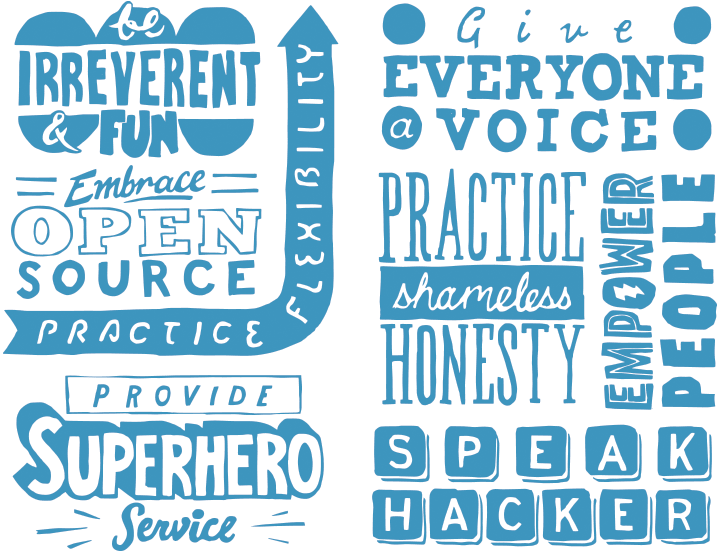 be
IRREVERENT
& FUN
Embrace
OPEN
SOURCE
PRACTICE FLEXIBILITY
PROVIDE
SUPERHERO
Service
Give
EVERYONE
a VOICE
PRACTICE
shameless
HONESTY
EMPOWER
PEOPLE
SPEAK
HACKER